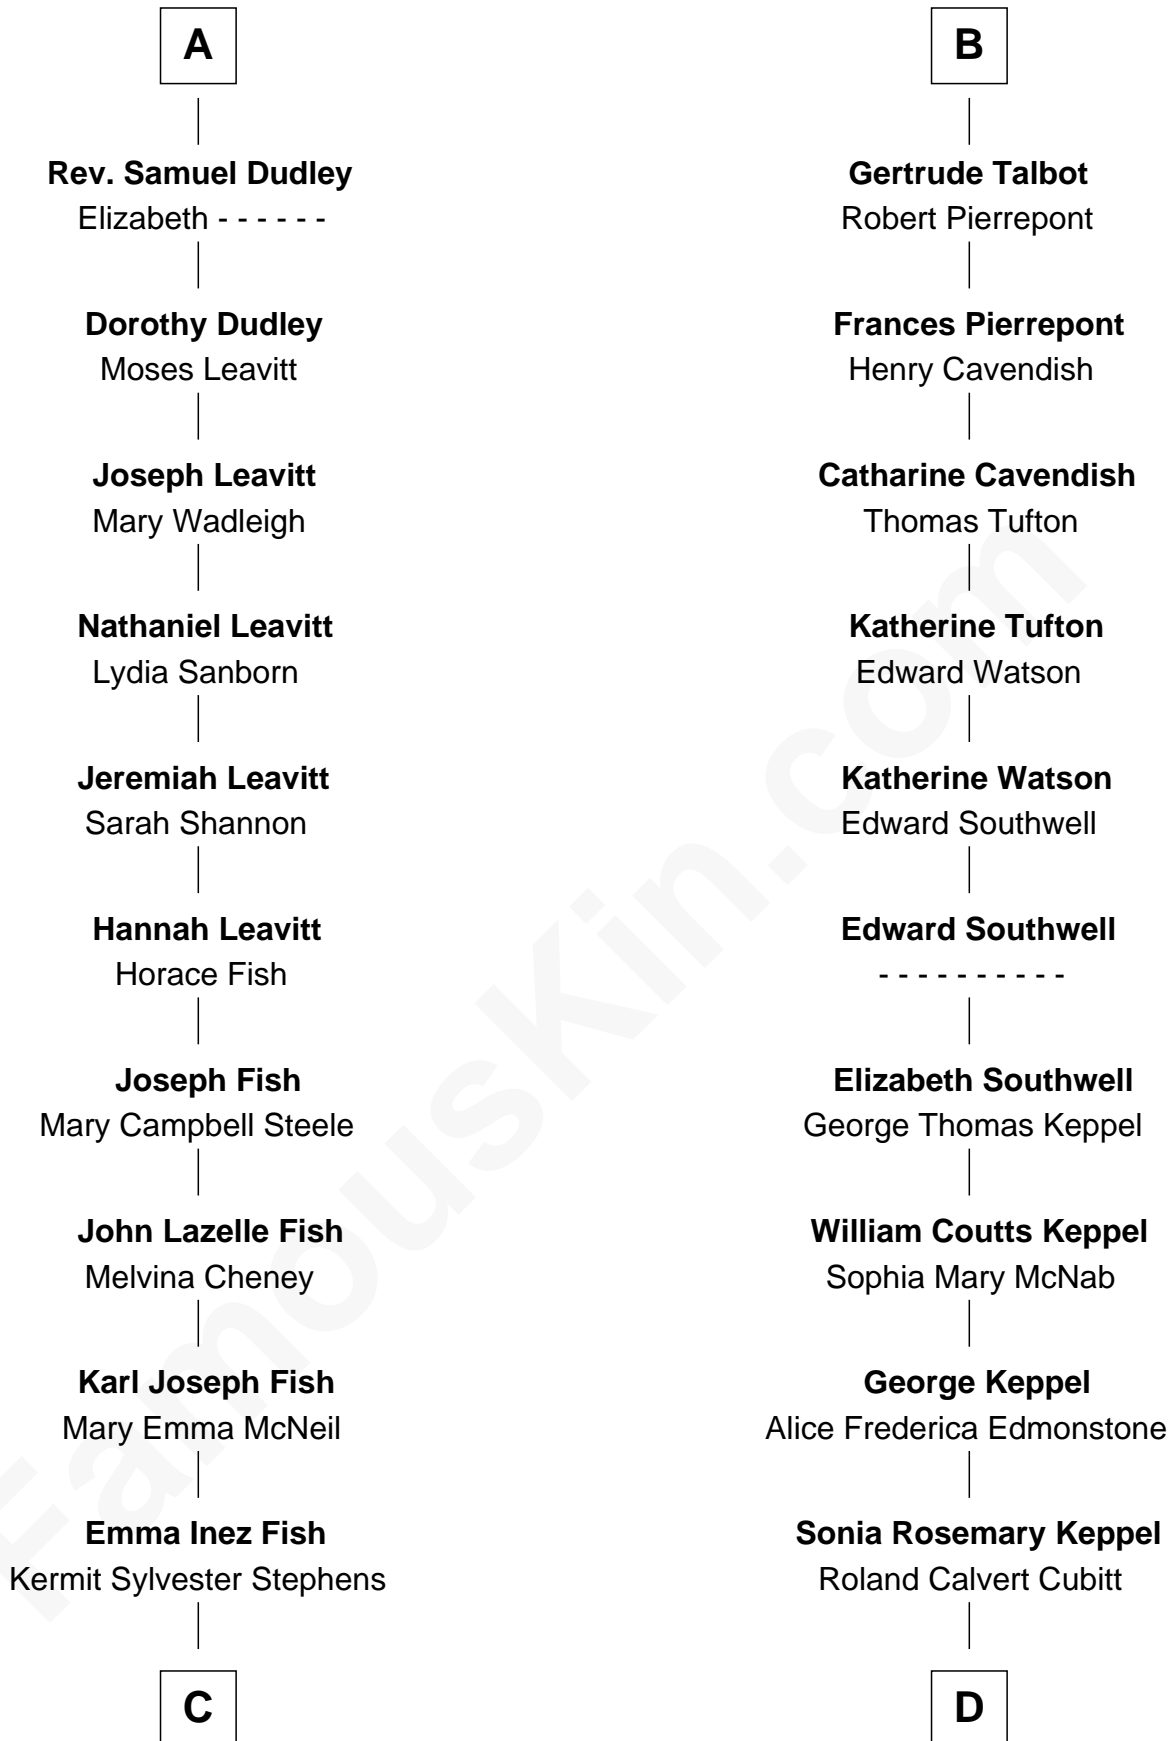 A
Rev. Samuel Dudley
Elizabeth - - - - - -
Dorothy Dudley
Moses Leavitt
Joseph Leavitt
Mary Wadleigh
Nathaniel Leavitt
Lydia Sanborn
Jeremiah Leavitt
Sarah Shannon
Hannah Leavitt
Horace Fish
Joseph Fish
Mary Campbell Steele
John Lazelle Fish
Melvina Cheney
Karl Joseph Fish
Mary Emma McNeil
Emma Inez Fish
Kermit Sylvester Stephens
C
B
Gertrude Talbot
Robert Pierrepont
Frances Pierrepont
Henry Cavendish
Catharine Cavendish
Thomas Tufton
Katherine Tufton
Edward Watson
Katherine Watson
Edward Southwell
Edward Southwell
- - - - - - - - - -
Elizabeth Southwell
George Thomas Keppel
William Coutts Keppel
Sophia Mary McNab
George Keppel
Alice Frederica Edmonstone
Sonia Rosemary Keppel
Roland Calvert Cubitt
D
FamousKin.com